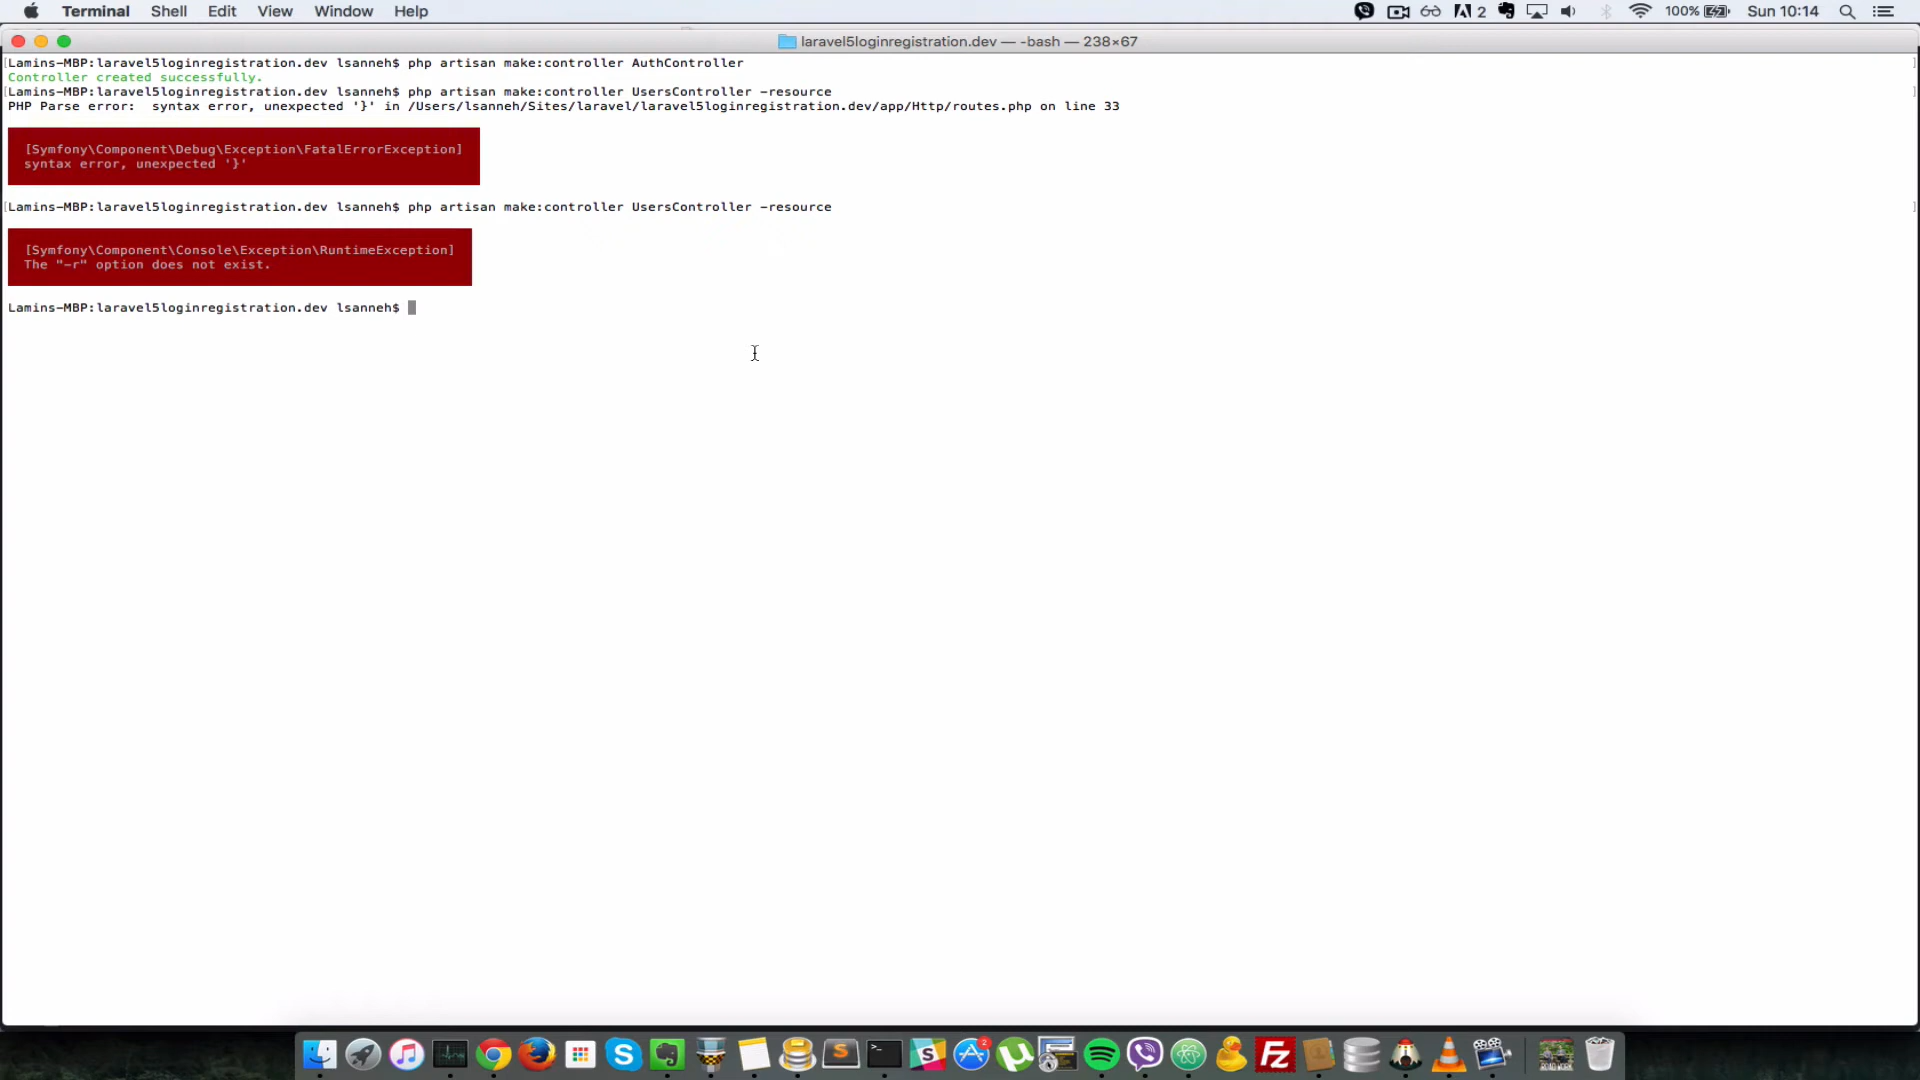 Terminal Shell Edit View Window Help 2 100% Sun 10:14
laravel5loginregistration.dev — -bash — 238×67
Lamins-MBP:laravel5loginregistration.dev lsanneh$ php artisan make:controller AuthController
Controller created successfully.
Lamins-MBP:laravel5loginregistration.dev lsanneh$ php artisan make:controller UsersController -resource
PHP Parse error:  syntax error, unexpected '}' in /Users/lsanneh/Sites/laravel/laravel5loginregistration.dev/app/Http/routes.php on line 33
[Symfony\Component\Debug\Exception\FatalErrorException]
syntax error, unexpected '}'
Lamins-MBP:laravel5loginregistration.dev lsanneh$ php artisan make:controller UsersController -resource
[Symfony\Component\Console\Exception\RuntimeException]
The "-r" option does not exist.
Lamins-MBP:laravel5loginregistration.dev lsanneh$